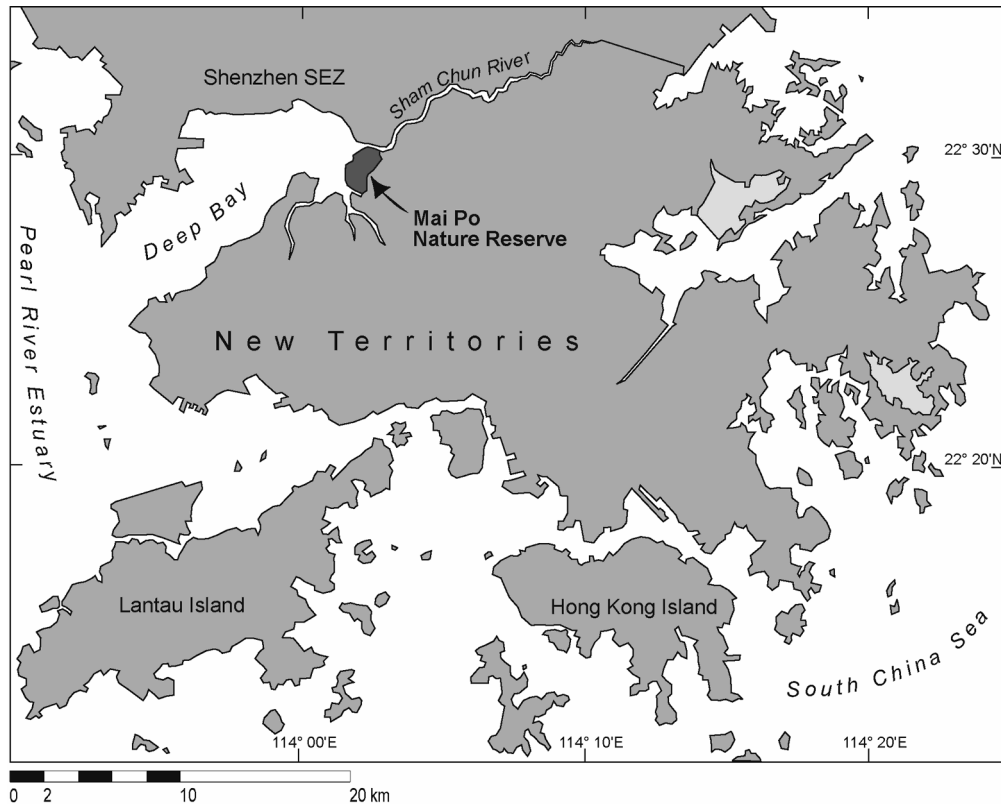 Shenzhen SEZ
Sham Chun River
22° 30'N
Deep Bay
Mai Po
Nature Reserve
Pearl River Estuary
New Territories
22° 20'N
Lantau Island
Hong Kong Island
South China Sea
114° 00'E
114° 10'E
114° 20'E
0 2 10 20 km